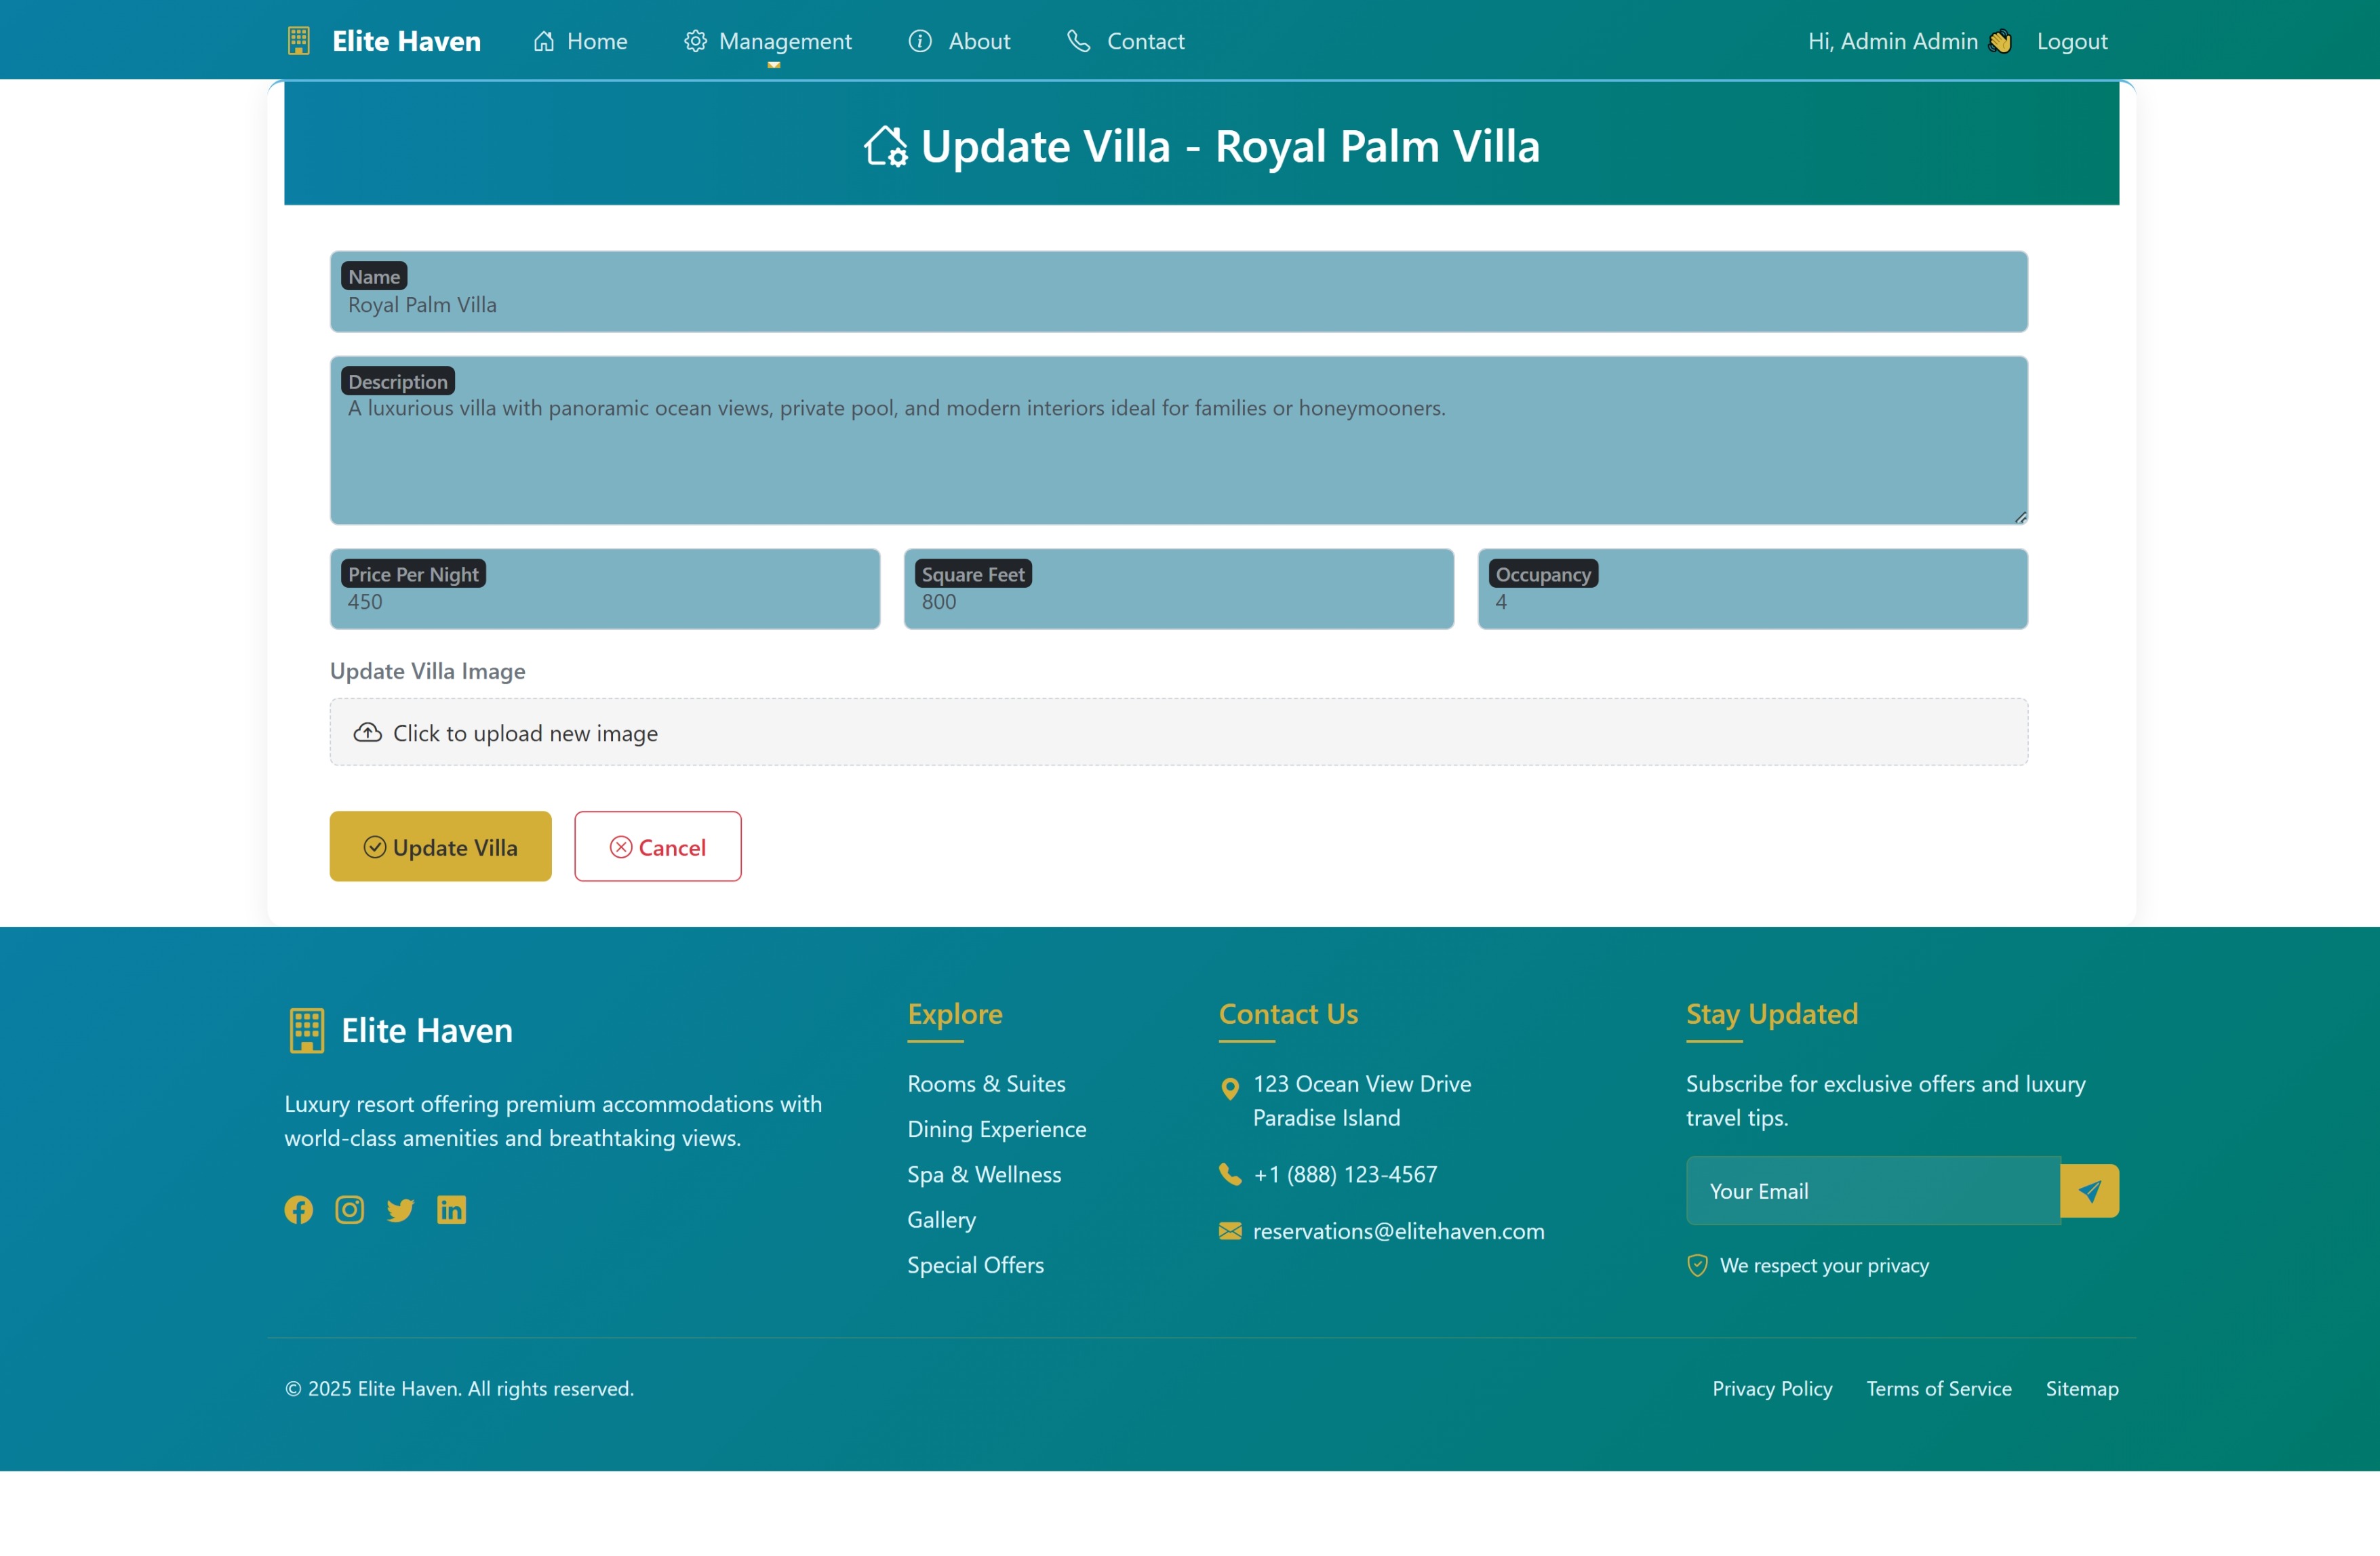 Elite Haven
Home
Management
About
Contact
Hi, Admin Admin 👋
Logout
Update Villa - Royal Palm Villa
Name
Royal Palm Villa
Description
A luxurious villa with panoramic ocean views, private pool, and modern interiors ideal for families or honeymooners.
Price Per Night
450
Square Feet
800
Occupancy
4
Update Villa Image
Click to upload new image
Update Villa
Cancel
Elite Haven
Luxury resort offering premium accommodations with
world-class amenities and breathtaking views.
Explore
Rooms & Suites
Dining Experience
Spa & Wellness
Gallery
Special Offers
Contact Us
123 Ocean View Drive
Paradise Island
+1 (888) 123-4567
reservations@elitehaven.com
Stay Updated
Subscribe for exclusive offers and luxury
travel tips.
Your Email
We respect your privacy
© 2025 Elite Haven. All rights reserved.
Privacy Policy
Terms of Service
Sitemap